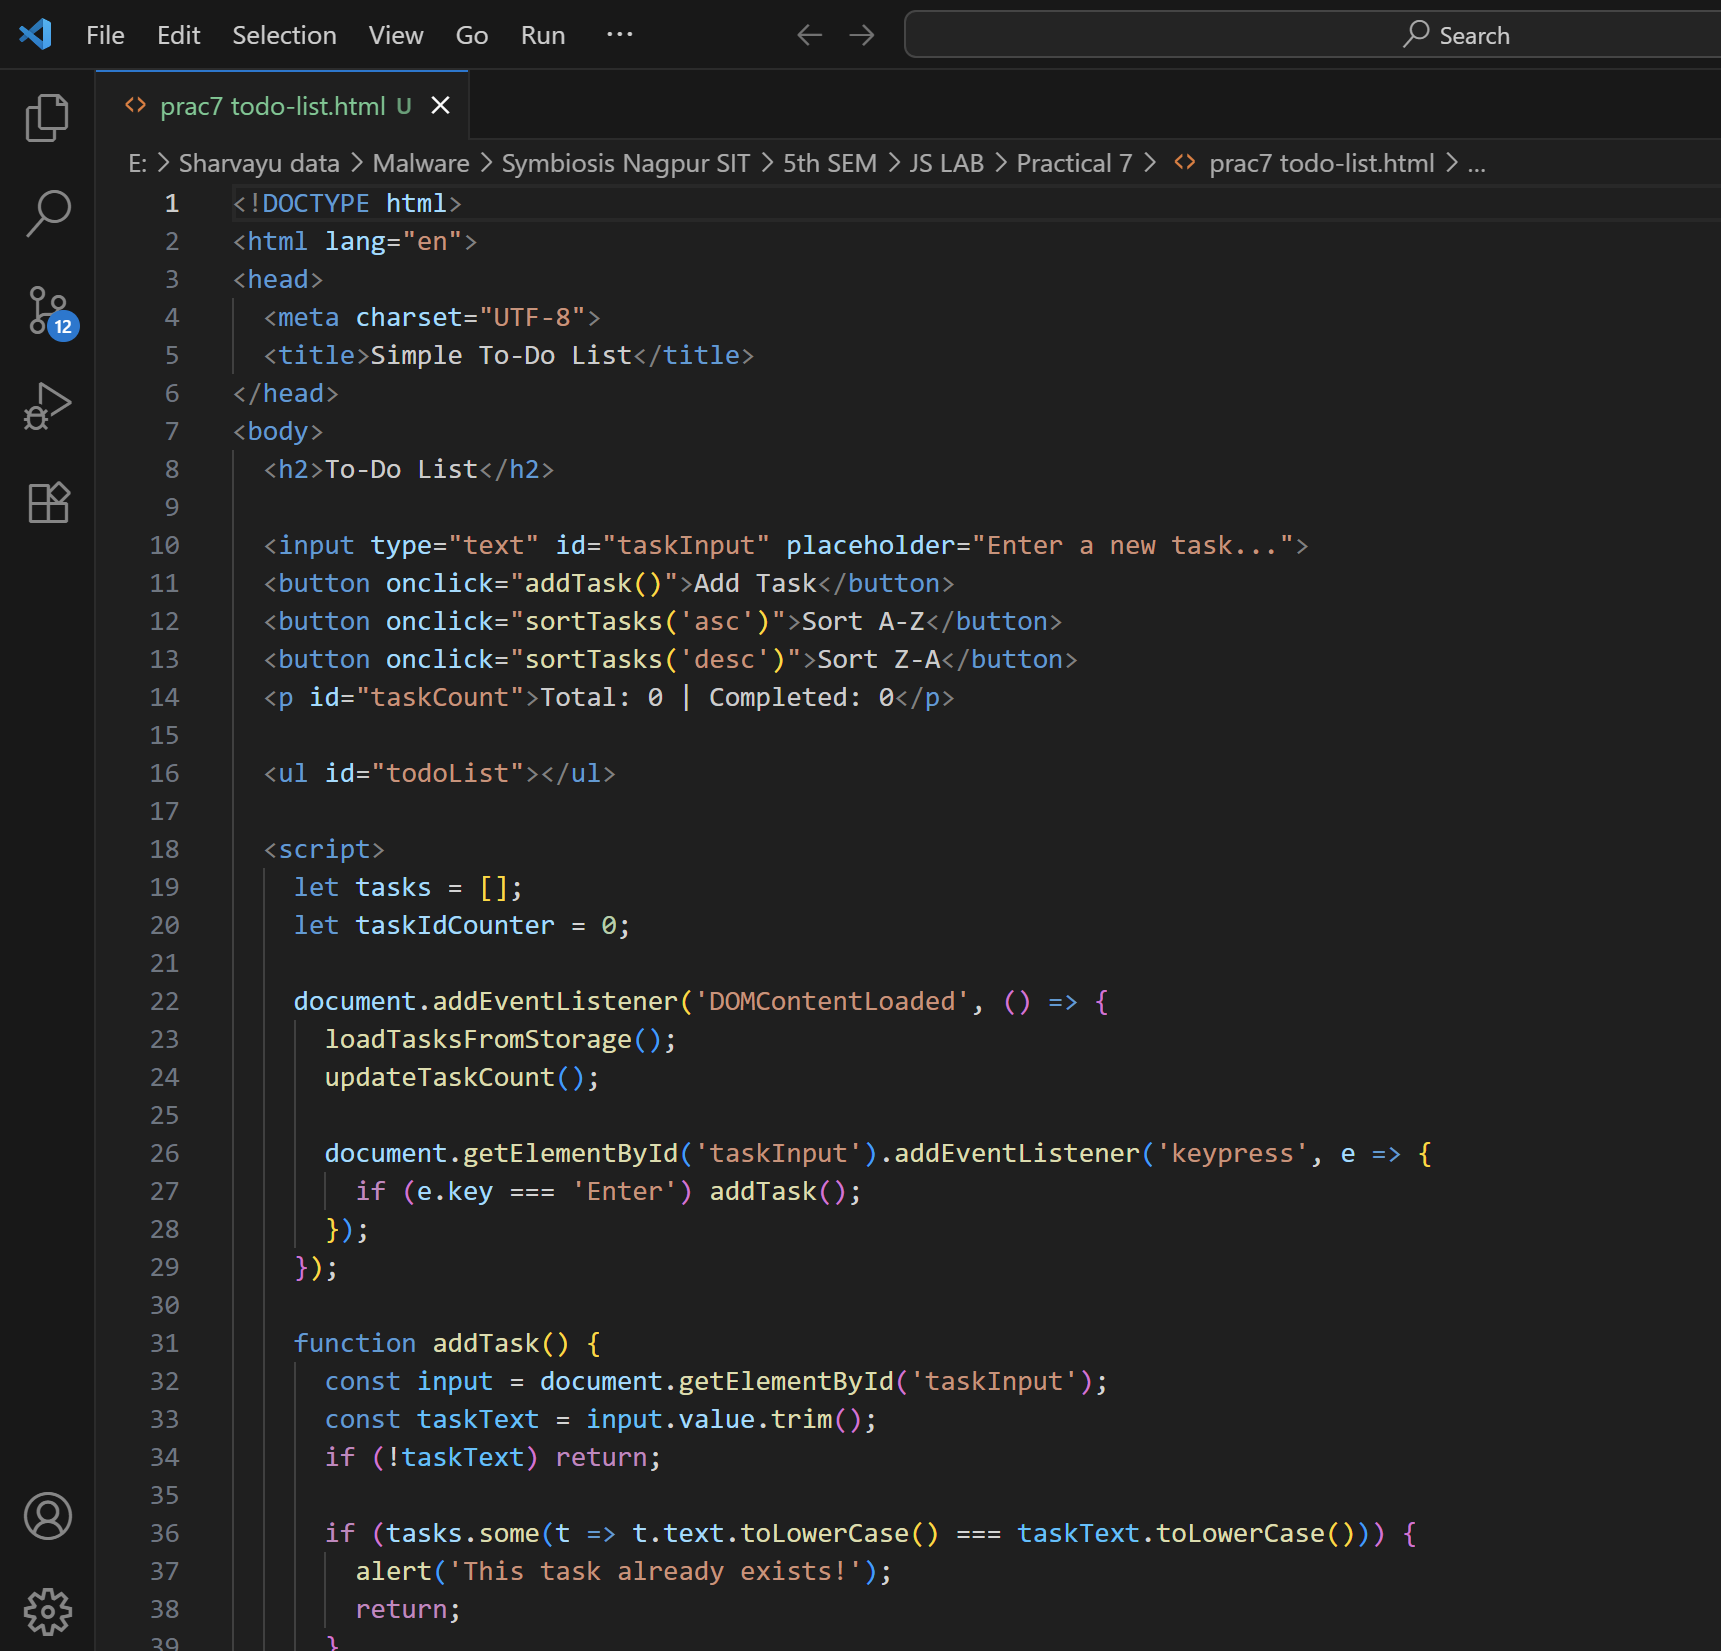 File Edit Selection View Go Run ... Search
prac7 todo-list.html U
E: > Sharvayu data > Malware > Symbiosis Nagpur SIT > 5th SEM > JS LAB > Practical 7 > <> prac7 todo-list.html > ...
12
1 <!DOCTYPE html>
2 <html lang="en">
3 <head>
4   <meta charset="UTF-8">
5   <title>Simple To-Do List</title>
6 </head>
7 <body>
8   <h2>To-Do List</h2>
9
10   <input type="text" id="taskInput" placeholder="Enter a new task...">
11   <button onclick="addTask()">Add Task</button>
12   <button onclick="sortTasks('asc')">Sort A-Z</button>
13   <button onclick="sortTasks('desc')">Sort Z-A</button>
14   <p id="taskCount">Total: 0 | Completed: 0</p>
15
16   <ul id="todoList"></ul>
17
18   <script>
19     let tasks = [];
20     let taskIdCounter = 0;
21
22     document.addEventListener('DOMContentLoaded', () => {
23       loadTasksFromStorage();
24       updateTaskCount();
25
26       document.getElementById('taskInput').addEventListener('keypress', e => {
27         if (e.key === 'Enter') addTask();
28       });
29     });
30
31     function addTask() {
32       const input = document.getElementById('taskInput');
33       const taskText = input.value.trim();
34       if (!taskText) return;
35
36       if (tasks.some(t => t.text.toLowerCase() === taskText.toLowerCase())) {
37         alert('This task already exists!');
38         return;
39       }